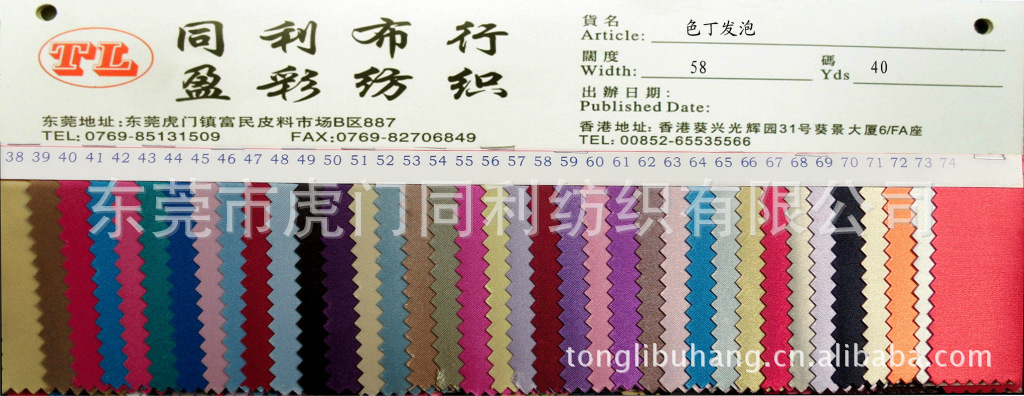 TL
同利布行
盈彩纺织
东莞地址:东莞虎门镇富民皮料市场B区887
TEL:0769-85131509 FAX:0769-82706849
貨名
Article: 色丁发泡
闊度 碼
Width: 58 Yds 40
出辦日期:
Published Date:
香港地址: 香港葵兴光辉园31号葵景大厦6/FA座
TEL: 00852-65535566
38 39 40 41 42 43 44 45 46 47 48 49 50 51 52 53 54 55 56 57 58 59 60 61 62 63 64 65 66 67 68 69 70 71 72 73 74
东莞市虎门同利纺织有限公司
tonglibuhang.cn.alibaba.com